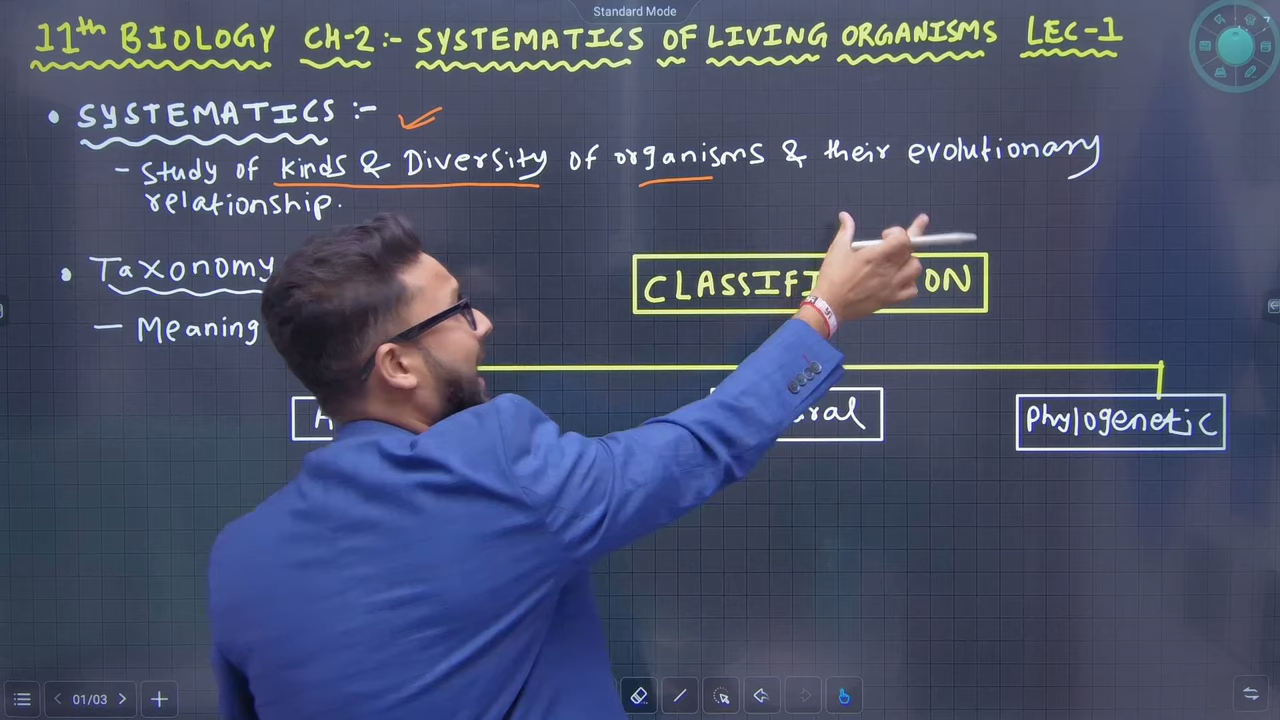 Standard Mode
11th BIOLOGY CH-2:- SYSTEMATICS OF LIVING ORGANISMS LEC-1
• SYSTEMATICS :-
- Study of Kinds & Diversity of organisms & their evolutionary
relationship.
• Taxonomy
- Meaning
Phylogenetic
01/03